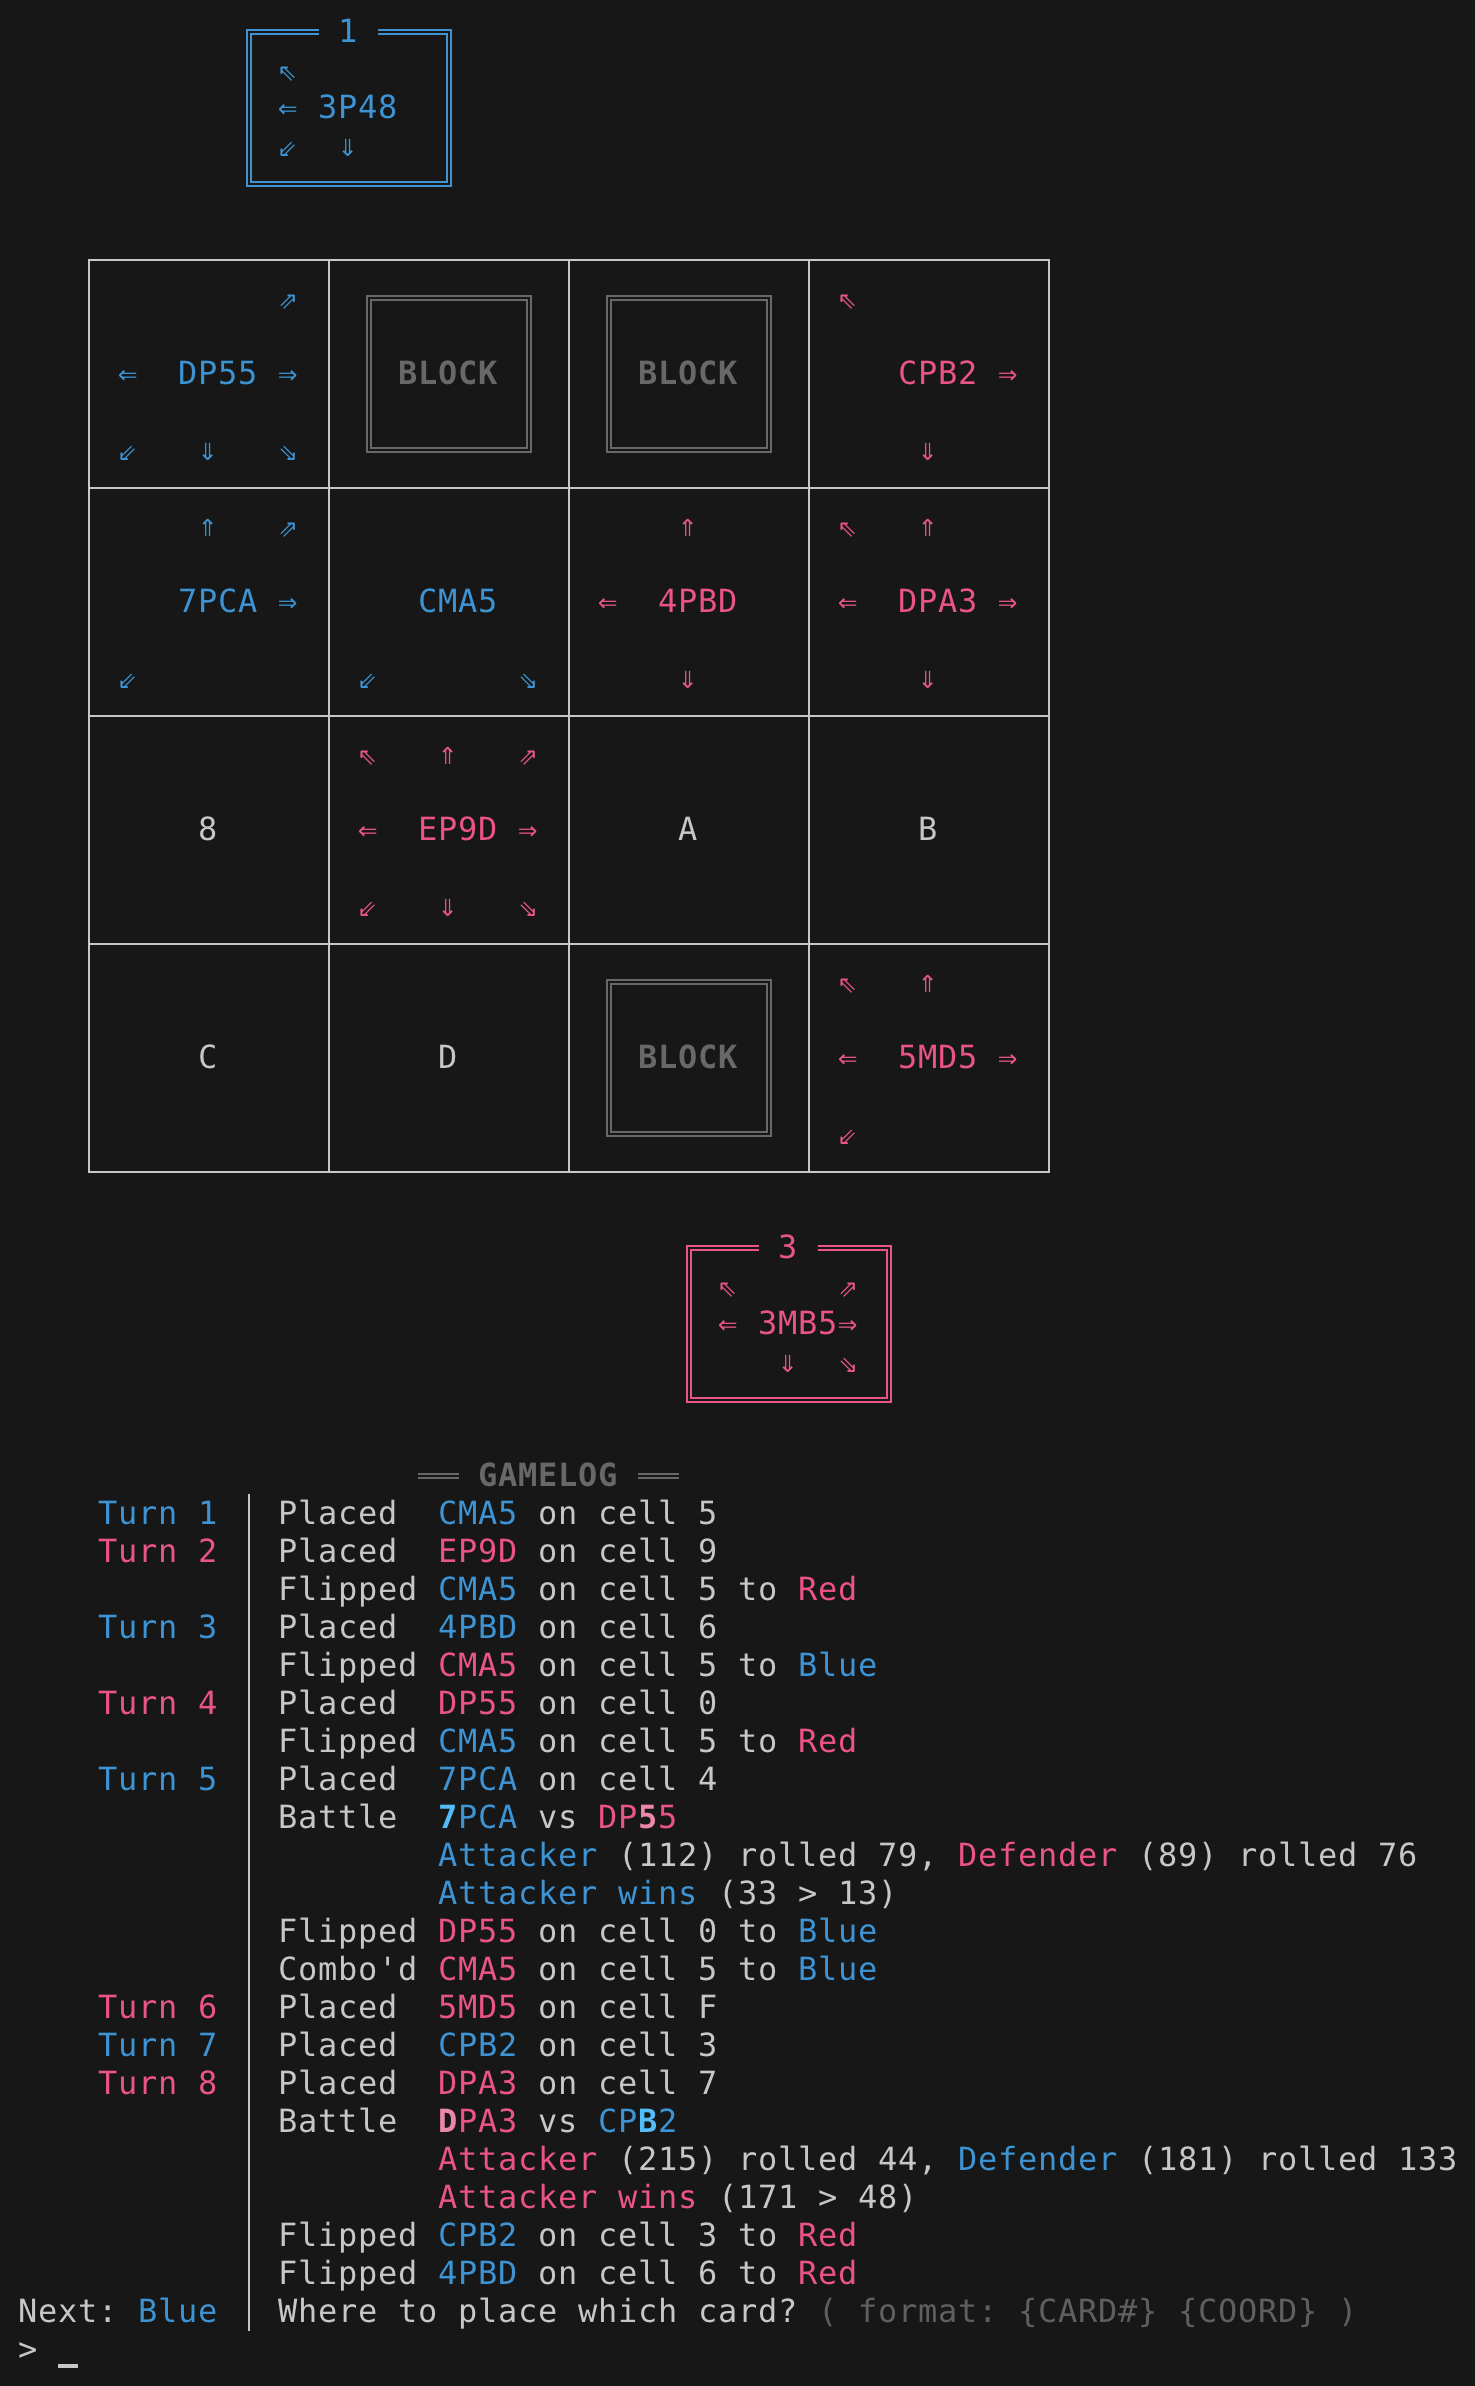 1
⇖
⇐ 3P48
⇙ ⇓
⇗ ⇖
⇐ DP55 ⇒ BLOCK BLOCK CPB2 ⇒
⇙ ⇓ ⇘ ⇓
⇑ ⇗ ⇑ ⇖ ⇑
7PCA ⇒ CMA5 ⇐ 4PBD ⇐ DPA3 ⇒
⇙ ⇙ ⇘ ⇓ ⇓
⇖ ⇑ ⇗
8 ⇐ EP9D ⇒ A B
⇙ ⇓ ⇘
⇖ ⇑
C D BLOCK ⇐ 5MD5 ⇒
⇙
3
⇖ ⇗
⇐ 3MB5⇒
⇓ ⇘
══ GAMELOG ══
Turn 1 │ Placed CMA5 on cell 5
Turn 2 │ Placed EP9D on cell 9
│ Flipped CMA5 on cell 5 to Red
Turn 3 │ Placed 4PBD on cell 6
│ Flipped CMA5 on cell 5 to Blue
Turn 4 │ Placed DP55 on cell 0
│ Flipped CMA5 on cell 5 to Red
Turn 5 │ Placed 7PCA on cell 4
│ Battle 7PCA vs DP55
│ Attacker (112) rolled 79, Defender (89) rolled 76
│ Attacker wins (33 > 13)
│ Flipped DP55 on cell 0 to Blue
│ Combo'd CMA5 on cell 5 to Blue
Turn 6 │ Placed 5MD5 on cell F
Turn 7 │ Placed CPB2 on cell 3
Turn 8 │ Placed DPA3 on cell 7
│ Battle DPA3 vs CPB2
│ Attacker (215) rolled 44, Defender (181) rolled 133
│ Attacker wins (171 > 48)
│ Flipped CPB2 on cell 3 to Red
│ Flipped 4PBD on cell 6 to Red
Next: Blue │ Where to place which card? ( format: {CARD#} {COORD} )
> _